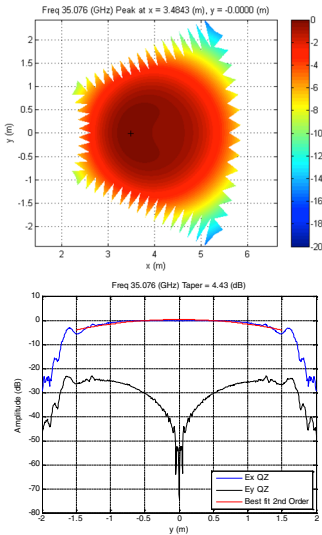 Freq 35.076 (GHz) Peak at x = 3.4843 (m), y = -0.0000 (m)
2
1.5
1
0.5
0
-0.5
-1
-1.5
-2
y (m)
2 3 4 5 6
x (m)
0
-2
-4
-6
-8
-10
-12
-14
-16
-18
-20
Freq 35.076 (GHz) Taper = 4.43 (dB)
10
0
-10
-20
-30
-40
-50
-60
-70
-80
Amplitude (dB)
-2 -1.5 -1 -0.5 0 0.5 1 1.5 2
y (m)
Ex QZ
Ey QZ
Best fit 2nd Order